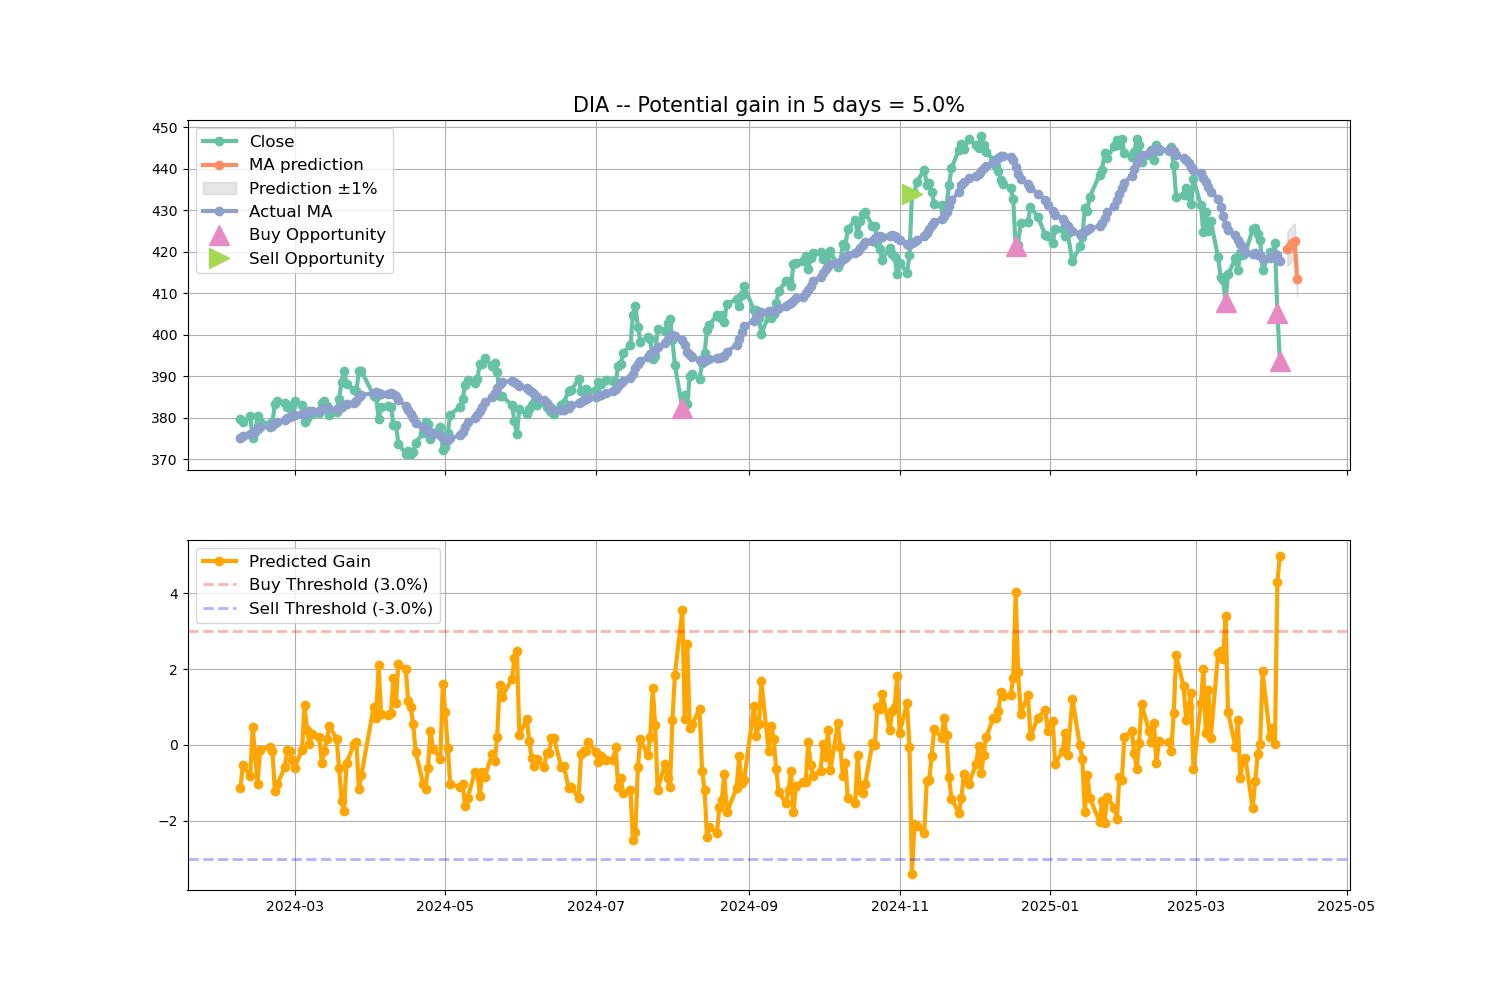 DIA -- Potential gain in 5 days = 5.0%
450
440
430
420
410
400
390
380
370
Close
MA prediction
Prediction ±1%
Actual MA
Buy Opportunity
Sell Opportunity
4
2
0
−2
Predicted Gain
Buy Threshold (3.0%)
Sell Threshold (-3.0%)
2024-03
2024-05
2024-07
2024-09
2024-11
2025-01
2025-03
2025-05